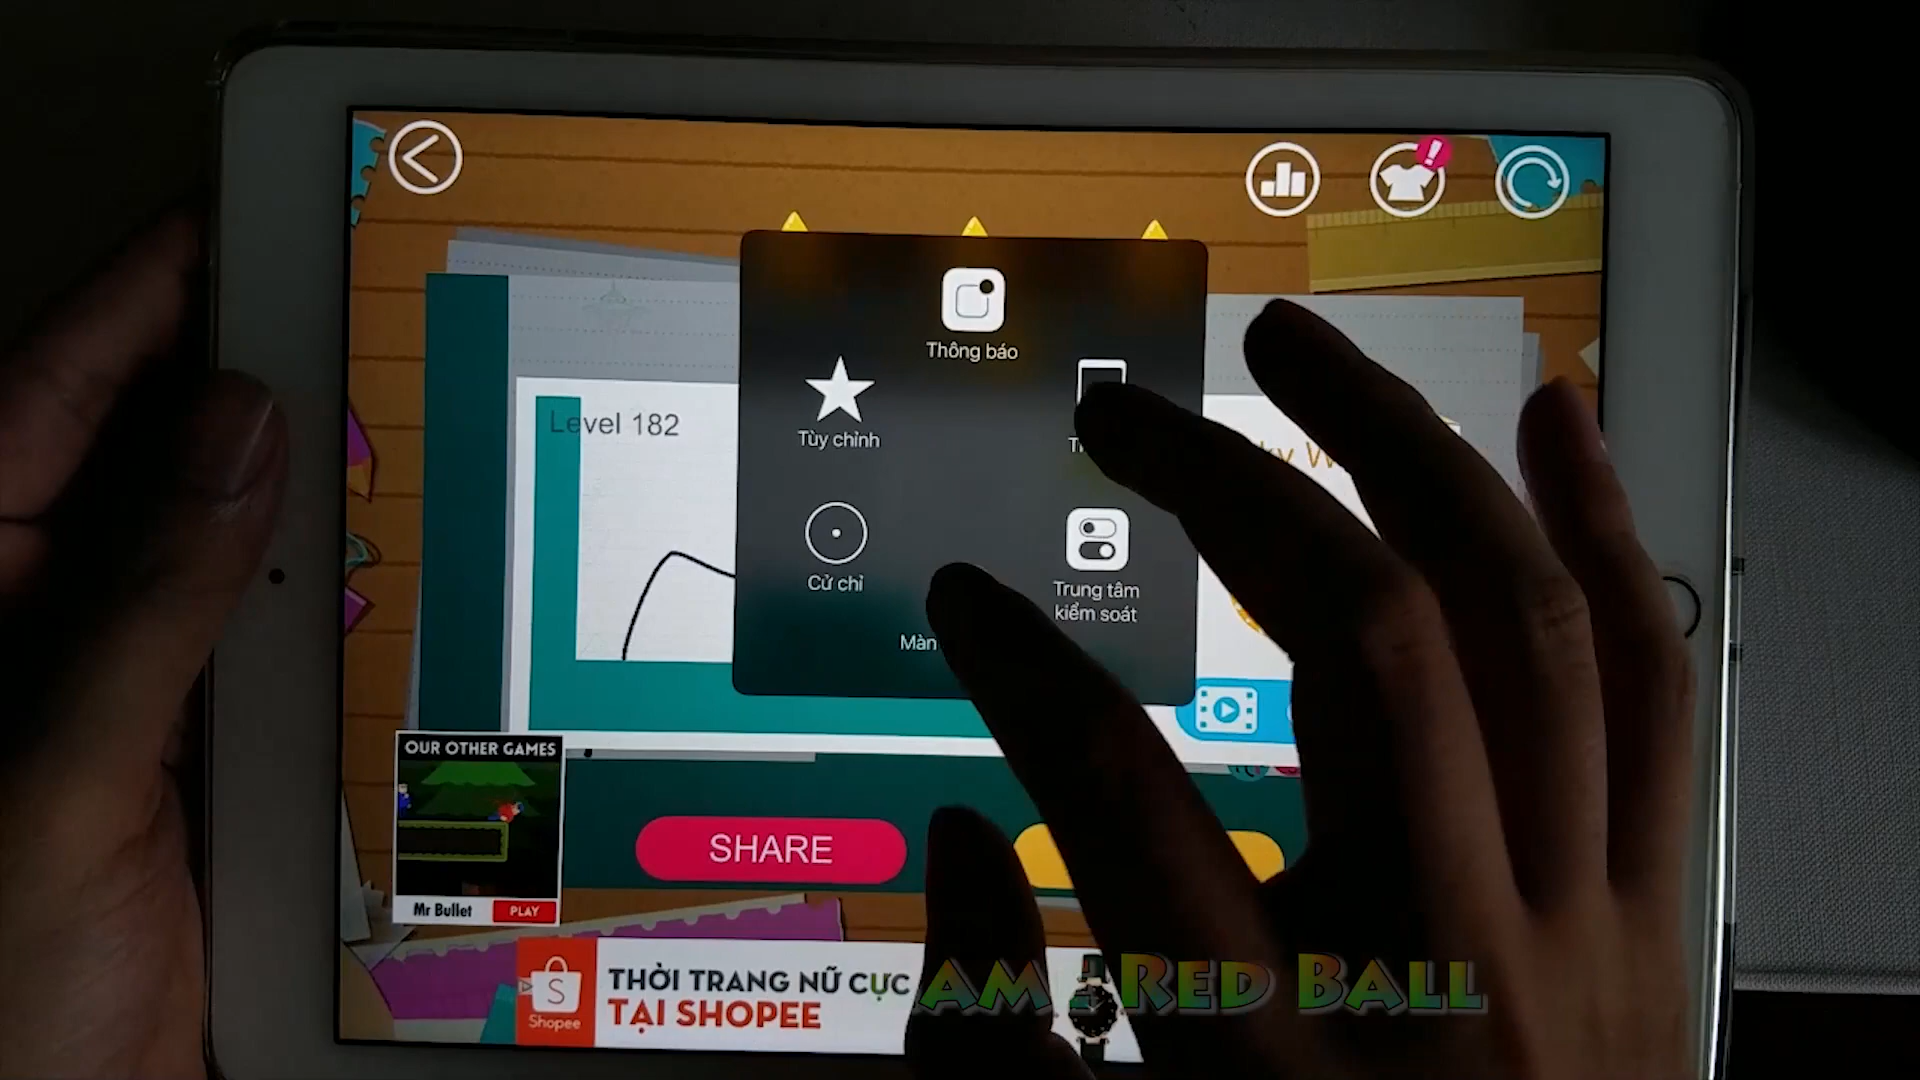 Thông báo
Tùy chỉnh
Level 182
Cử chỉ
Trung tâm
kiểm soát
OUR OTHER GAMES
SHARE
Mr Bullet
PLAY
THỜI TRANG NỮ CỰC
TẠI SHOPEE
Shopee
RED BALL